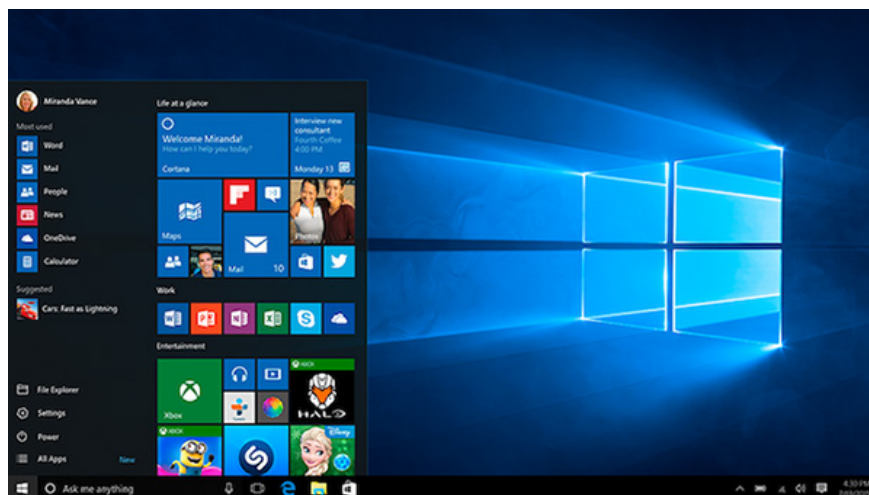 Miranda Vance
Most used
Word
Mail
People
News
OneDrive
Calculator
Suggested
Cars: Fast as Lightning
File Explorer
Settings
Power
All Apps
New
Life at a glance
Welcome Miranda!
How can I help you today?
Cortana
Interview new
consultant
Fourth Coffee
4:00 PM
Monday 13
Maps
Mail
10
Photos
Work
Entertainment
Xbox
XBOX
HALO
XBOX
Disney
Ask me anything
4:30 PM